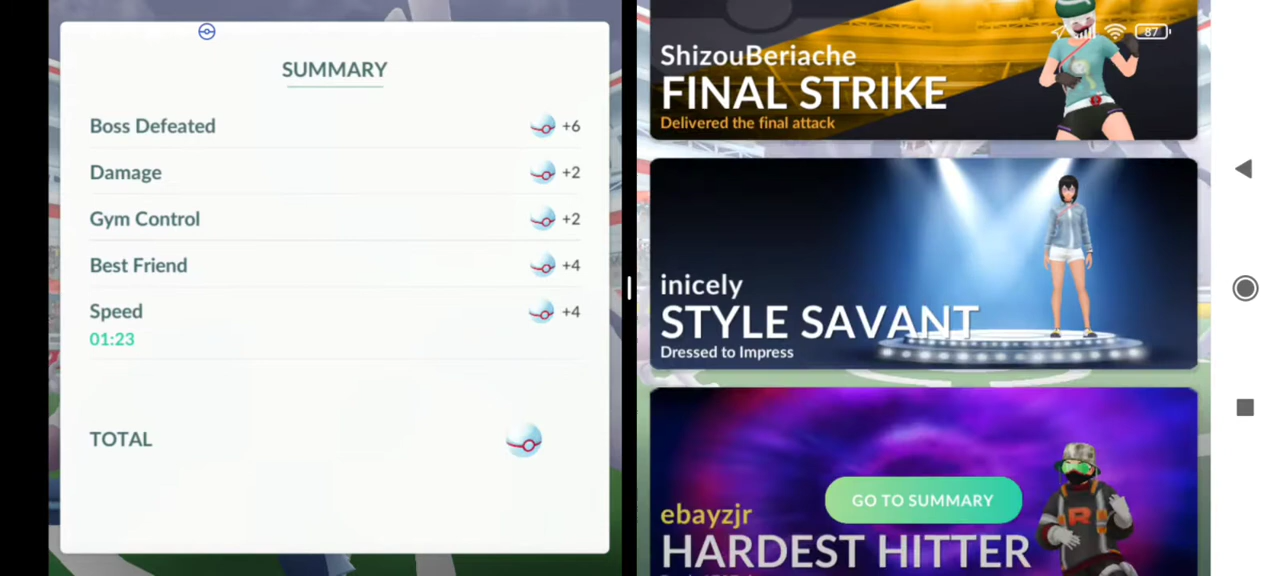 SUMMARY
Boss Defeated +6
Damage +2
Gym Control +2
Best Friend +4
Speed +4
01:23
TOTAL
87
ShizouBeriache
FINAL STRIKE
Delivered the final attack
inicely
STYLE SAVANT
Dressed to Impress
GO TO SUMMARY
ebayzjr
HARDEST HITTER